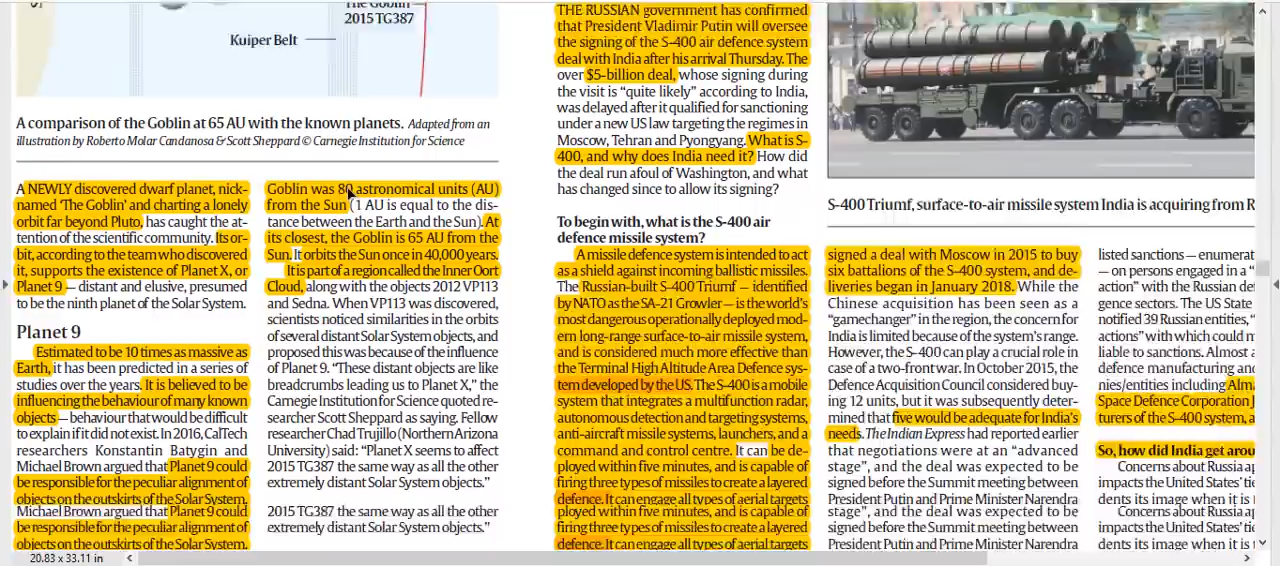 The Goblin
2015 TG387
Kuiper Belt
A comparison of the Goblin at 65 AU with the known planets. Adapted from an
illustration by Roberto Molar Candanosa & Scott Sheppard © Carnegie Institution for Science
A NEWLY discovered dwarf planet, nick-
named ‘The Goblin’ and charting a lonely
orbit far beyond Pluto, has caught the at-
tention of the scientific community. Its or-
bit, according to the team who discovered
it, supports the existence of Planet X, or
Planet 9 — distant and elusive, presumed
to be the ninth planet of the Solar System.
Planet 9
Estimated to be 10 times as massive as
Earth, it has been predicted in a series of
studies over the years. It is believed to be
influencing the behaviour of many known
objects — behaviour that would be difficult
to explain if it did not exist. In 2016, CalTech
researchers Konstantin Batygin and
Michael Brown argued that Planet 9 could
be responsible for the peculiar alignment of
objects on the outskirts of the Solar System.
Michael Brown argued that Planet 9 could
be responsible for the peculiar alignment of
objects on the outskirts of the Solar System.
Goblin was 80 astronomical units (AU)
from the Sun (1 AU is equal to the dis-
tance between the Earth and the Sun). At
its closest, the Goblin is 65 AU from the
Sun. It orbits the Sun once in 40,000 years.
It is part of a region called the Inner Oort
Cloud, along with the objects 2012 VP113
and Sedna. When VP113 was discovered,
scientists noticed similarities in the orbits
of several distant Solar System objects, and
proposed this was because of the influence
of Planet 9. “These distant objects are like
breadcrumbs leading us to Planet X,” the
Carnegie Institution for Science quoted re-
searcher Scott Sheppard as saying. Fellow
researcher Chad Trujillo (Northern Arizona
University) said: “Planet X seems to affect
2015 TG387 the same way as all the other
extremely distant Solar System objects.”
2015 TG387 the same way as all the other
extremely distant Solar System objects.”
THE RUSSIAN government has confirmed
that President Vladimir Putin will oversee
the signing of the S-400 air defence system
deal with India after his arrival Thursday. The
over $5-billion deal, whose signing during
the visit is “quite likely” according to India,
was delayed after it qualified for sanctioning
under a new US law targeting the regimes in
Moscow, Tehran and Pyongyang. What is S-
400, and why does India need it? How did
the deal run afoul of Washington, and what
has changed since to allow its signing?
To begin with, what is the S-400 air
defence missile system?
A missile defence system is intended to act
as a shield against incoming ballistic missiles.
The Russian-built S-400 Triumf — identified
by NATO as the SA-21 Growler — is the world’s
most dangerous operationally deployed mod-
ern long-range surface-to-air missile system,
and is considered much more effective than
the Terminal High Altitude Area Defence sys-
tem developed by the US. The S-400 is a mobile
system that integrates a multifunction radar,
autonomous detection and targeting systems,
anti-aircraft missile systems, launchers, and a
command and control centre. It can be de-
ployed within five minutes, and is capable of
firing three types of missiles to create a layered
defence. It can engage all types of aerial targets
ployed within five minutes, and is capable of
firing three types of missiles to create a layered
defence. It can engage all types of aerial targets
S-400 Triumf, surface-to-air missile system India is acquiring from R
signed a deal with Moscow in 2015 to buy
six battalions of the S-400 system, and de-
liveries began in January 2018. While the
Chinese acquisition has been seen as a
“gamechanger” in the region, the concern for
India is limited because of the system’s range.
However, the S-400 can play a crucial role in
case of a two-front war. In October 2015, the
Defence Acquisition Council considered buy-
ing 12 units, but it was subsequently deter-
mined that five would be adequate for India’s
needs. The Indian Express had reported earlier
that negotiations were at an “advanced
stage”, and the deal was expected to be
signed before the Summit meeting between
President Putin and Prime Minister Narendra
stage”, and the deal was expected to be
signed before the Summit meeting between
President Putin and Prime Minister Narendra
listed sanctions — enumerat
— on persons engaged in a “
action” with the Russian def
gence sectors. The US State
notified 39 Russian entities, “
actions” with which could m
liable to sanctions. Almost a
defence manufacturing and
nies/entities including Alma
Space Defence Corporation J
turers of the S-400 system, a
So, how did India get arou
Concerns about Russia ap
impacts the United States’ tie
dents its image when it is t
Concerns about Russia ap
impacts the United States’ tie
dents its image when it is t
20.83 x 33.11 in